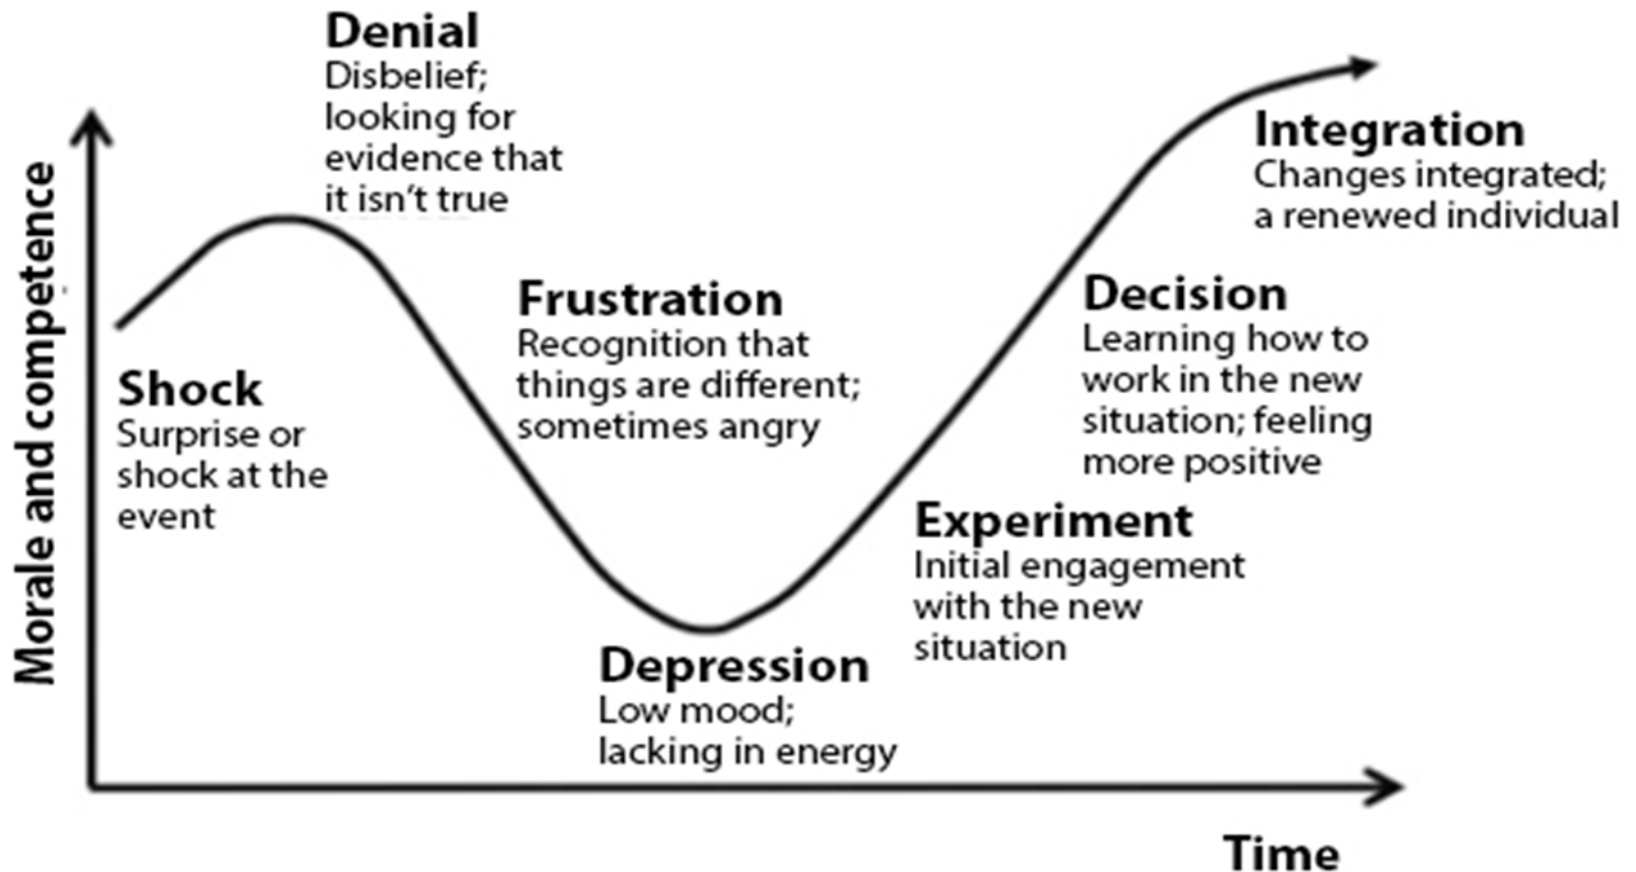 Denial
Disbelief;
looking for
evidence that
it isn't true
Morale and competence
Shock
Surprise or
shock at the
event
Frustration
Recognition that
things are different;
sometimes angry
Depression
Low mood;
lacking in energy
Experiment
Initial engagement
with the new
situation
Decision
Learning how to
work in the new
situation; feeling
more positive
Integration
Changes integrated;
a renewed individual
Time